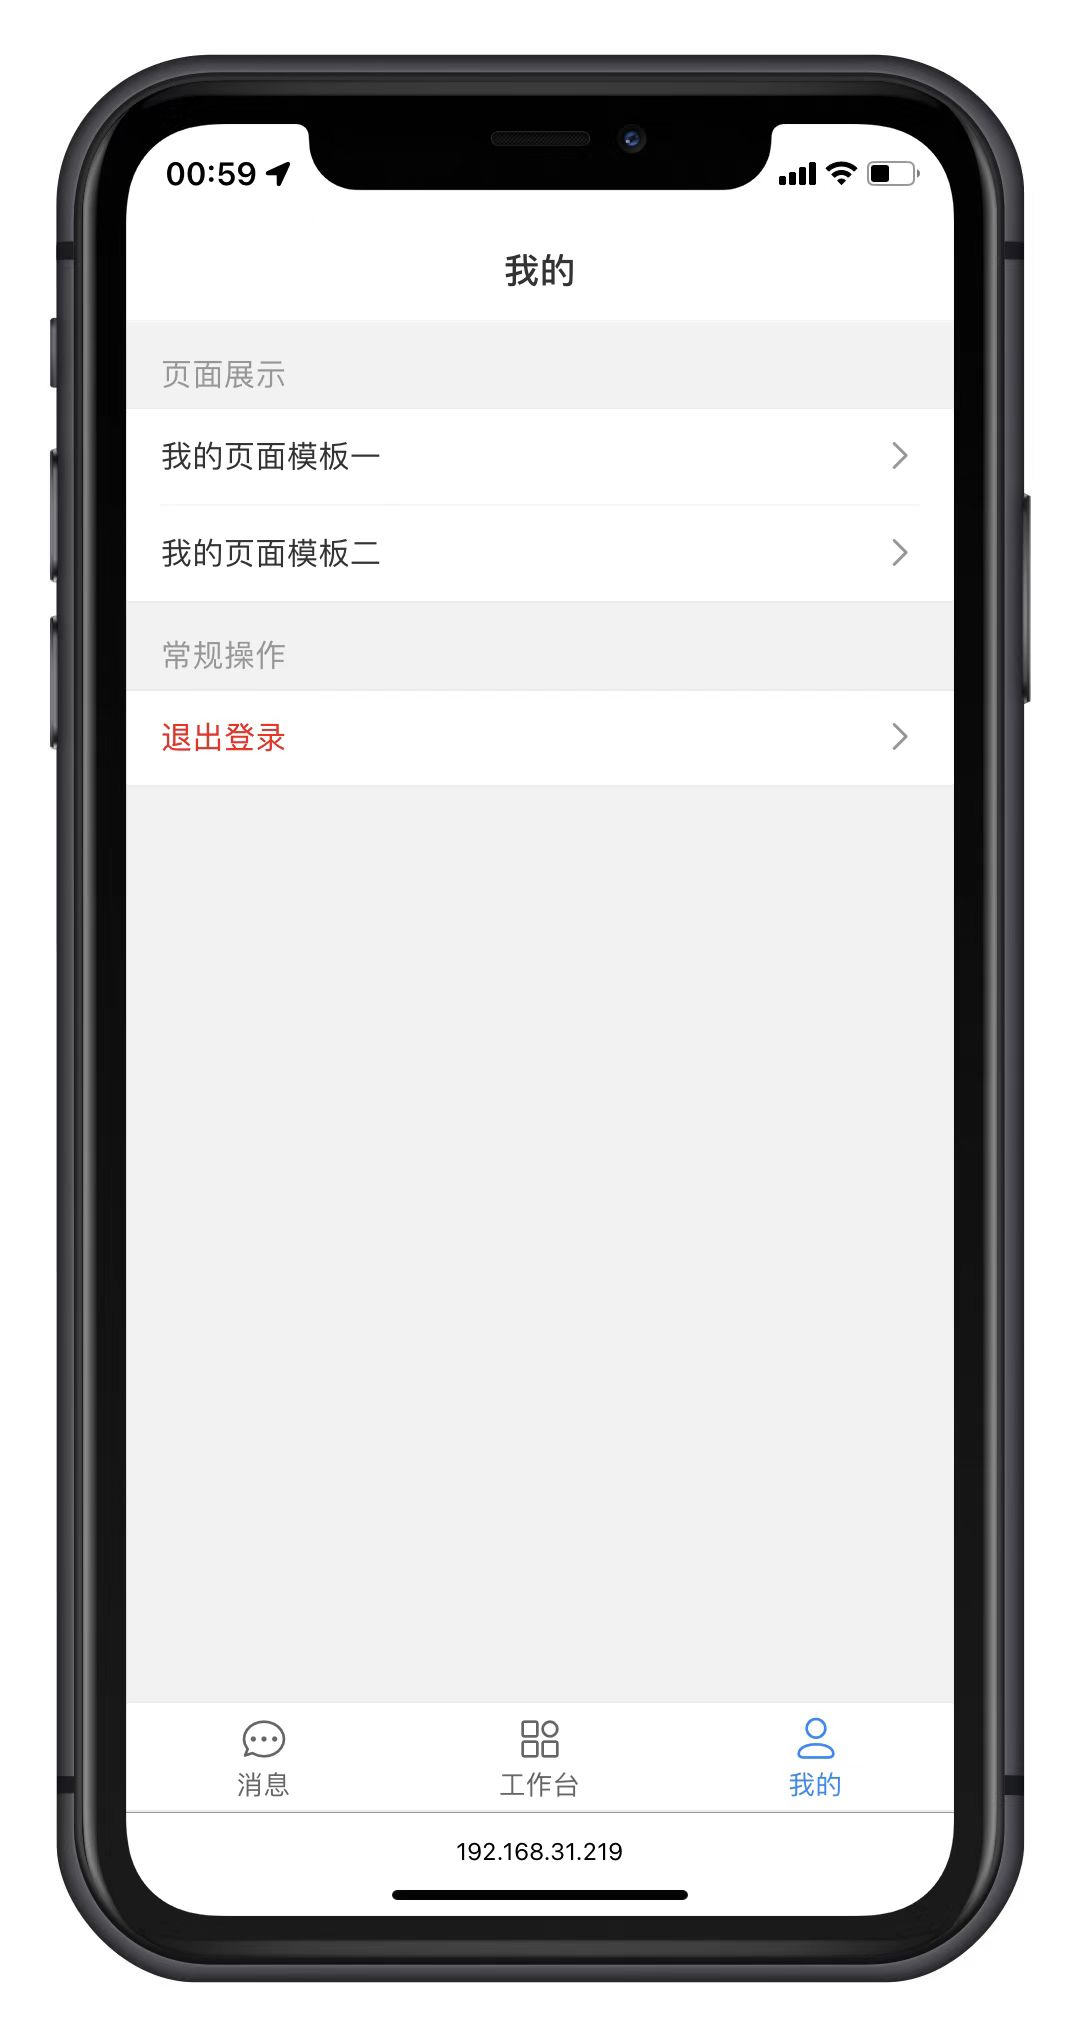 00:59
我的
页面展示
我的页面模板一
我的页面模板二
常规操作
退出登录
消息
工作台
我的
192.168.31.219